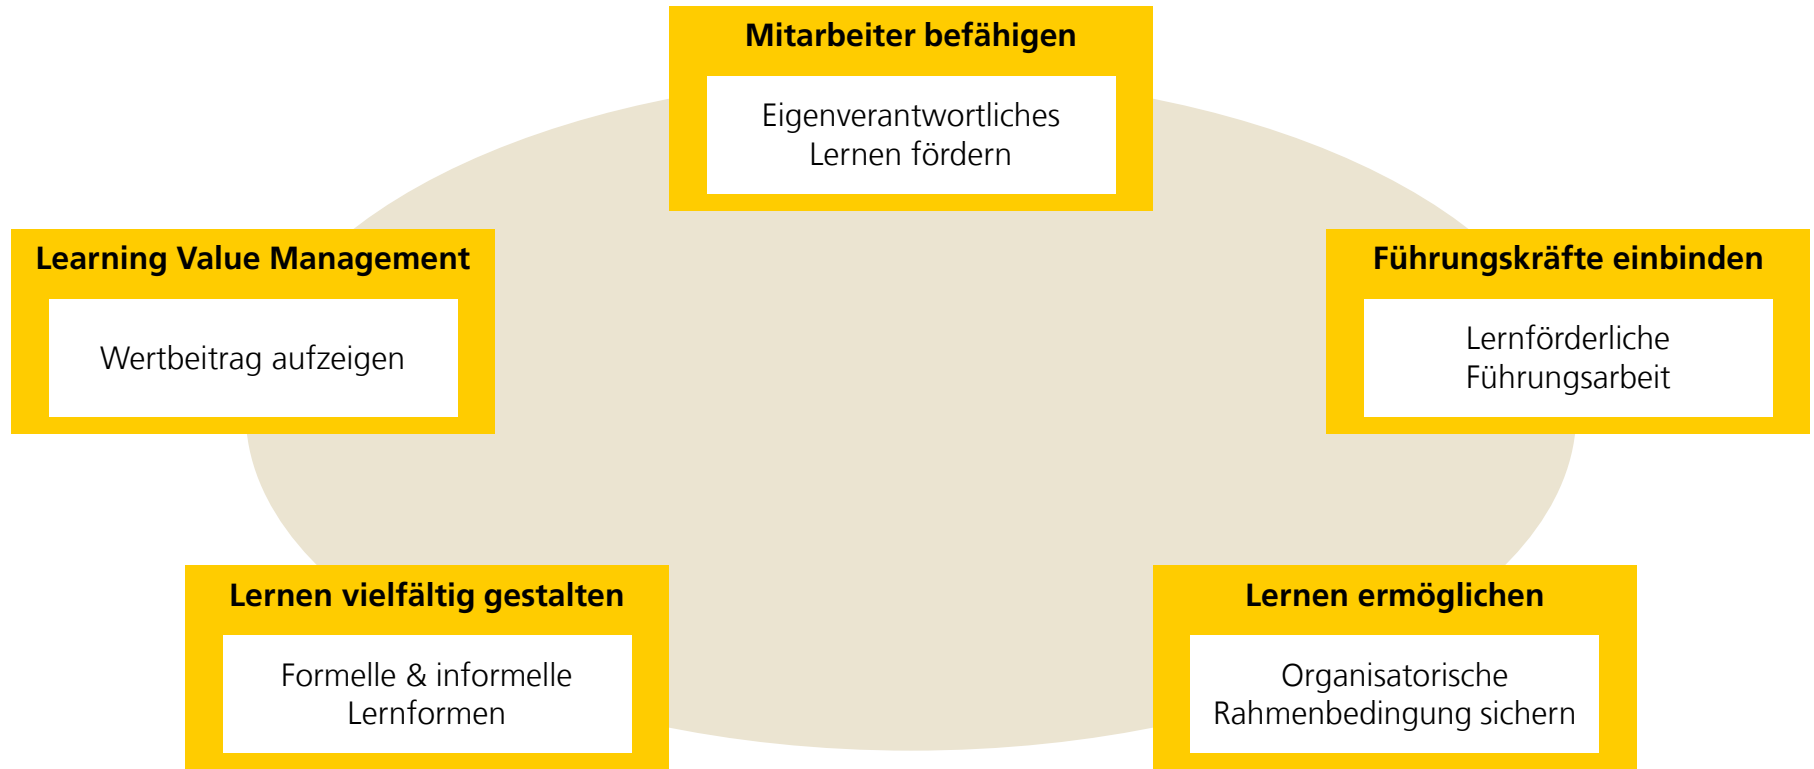 Mitarbeiter befähigen
Eigenverantwortliches
Lernen fördern
Learning Value Management
Wertbeitrag aufzeigen
Führungskräfte einbinden
Lernförderliche
Führungsarbeit
Lernen vielfältig gestalten
Formelle & informelle
Lernformen
Lernen ermöglichen
Organisatorische
Rahmenbedingung sichern